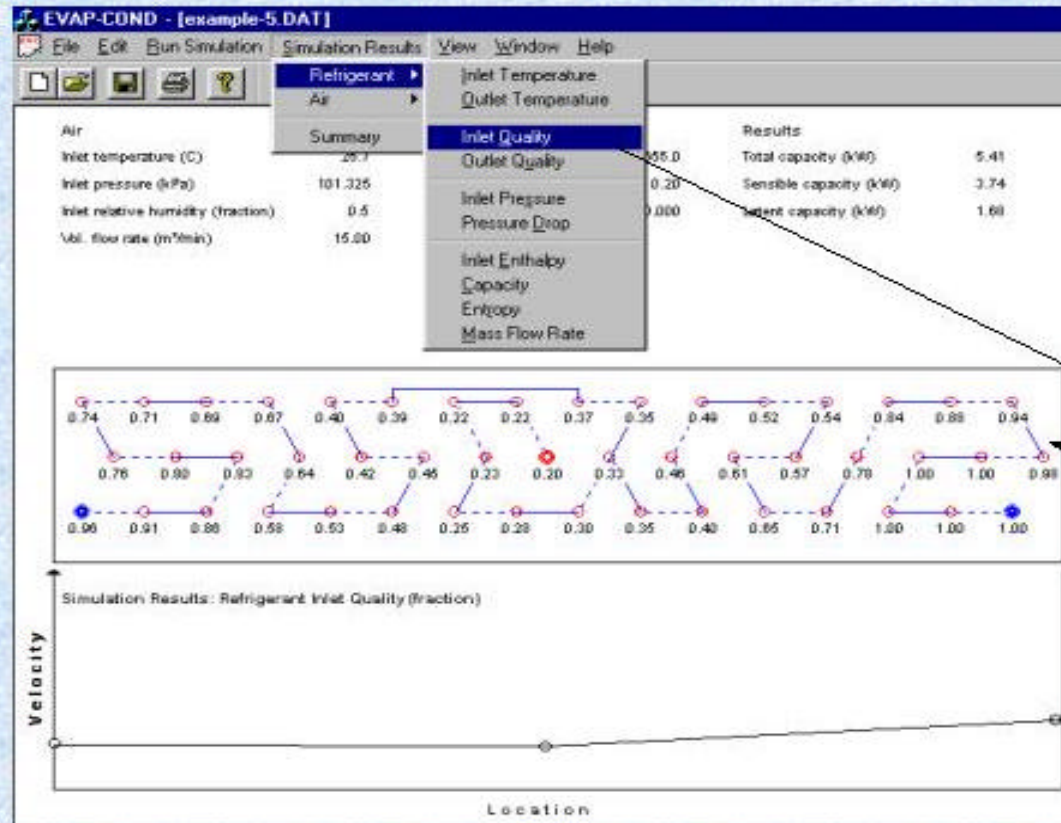 EVAP-COND - [example-5.DAT]
File Edit Run Simulation Simulation Results View Window Help
Refrigerant
Air
Summary
Inlet Temperature
Outlet Temperature
Inlet Quality
Outlet Quality
Inlet Pressure
Pressure Drop
Inlet Enthalpy
Capacity
Entropy
Mass Flow Rate
Air
Inlet temperature (C) 26.7
Inlet pressure (kPa) 101.325
Inlet relative humidity (fraction) 0.5
Vol. flow rate (m³/min) 15.00
0.20
Results
Total capacity (kW) 5.41
Sensible capacity (kW) 3.74
Latent capacity (kW) 1.68
0.74 0.71 0.69 0.67 0.40 0.39 0.22 0.22 0.37 0.35 0.49 0.52 0.54 0.84 0.88 0.94
0.76 0.80 0.83 0.64 0.42 0.45 0.23 0.20 0.33 0.46 0.61 0.57 0.78 1.00 1.00 0.98
0.96 0.91 0.86 0.58 0.53 0.48 0.25 0.28 0.30 0.35 0.40 0.65 0.71 1.00 1.00 1.00
Simulation Results: Refrigerant Inlet Quality (fraction)
Velocity
Location